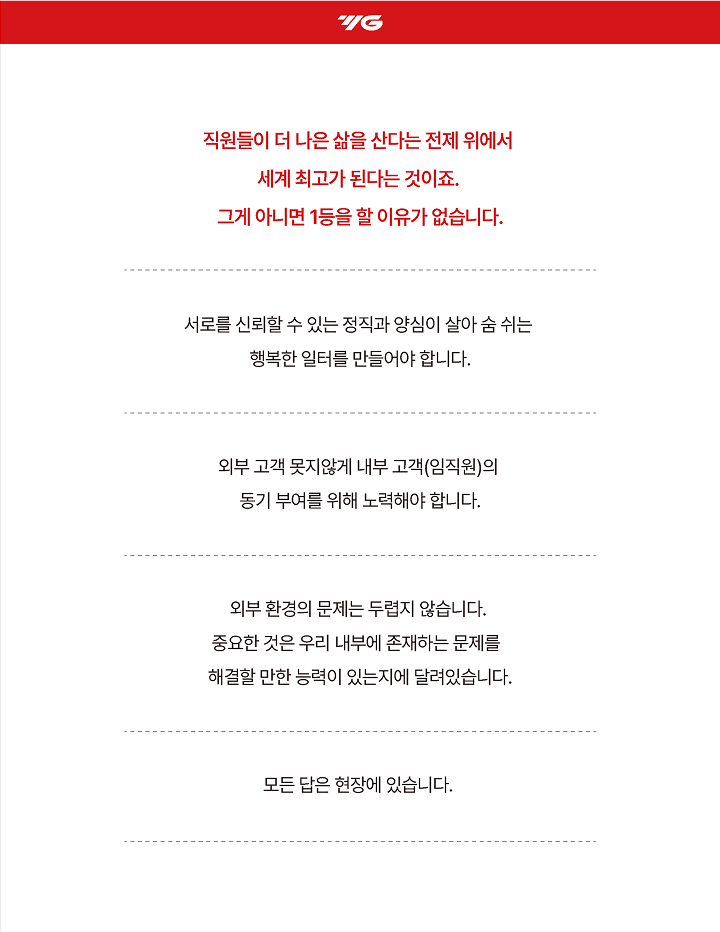 YG
직원들이 더 나은 삶을 산다는 전제 위에서
세계 최고가 된다는 것이죠.
그게 아니면 1등을 할 이유가 없습니다.
서로를 신뢰할 수 있는 정직과 양심이 살아 숨 쉬는
행복한 일터를 만들어야 합니다.
외부 고객 못지않게 내부 고객(임직원)의
동기 부여를 위해 노력해야 합니다.
외부 환경의 문제는 두렵지 않습니다.
중요한 것은 우리 내부에 존재하는 문제를
해결할 만한 능력이 있는지에 달려있습니다.
모든 답은 현장에 있습니다.